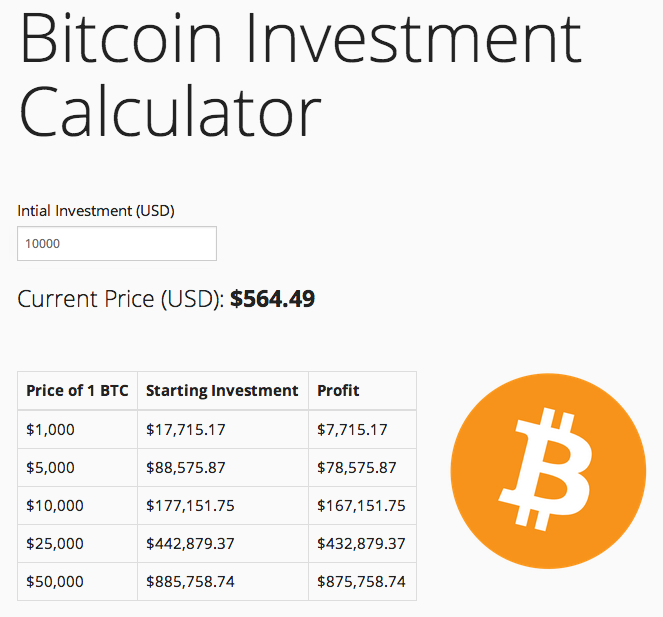 Bitcoin Investment
Calculator
Intial Investment (USD)
10000
Current Price (USD): $564.49
Price of 1 BTC Starting Investment Profit
$1,000 $17,715.17 $7,715.17
$5,000 $88,575.87 $78,575.87
$10,000 $177,151.75 $167,151.75
$25,000 $442,879.37 $432,879.37
$50,000 $885,758.74 $875,758.74